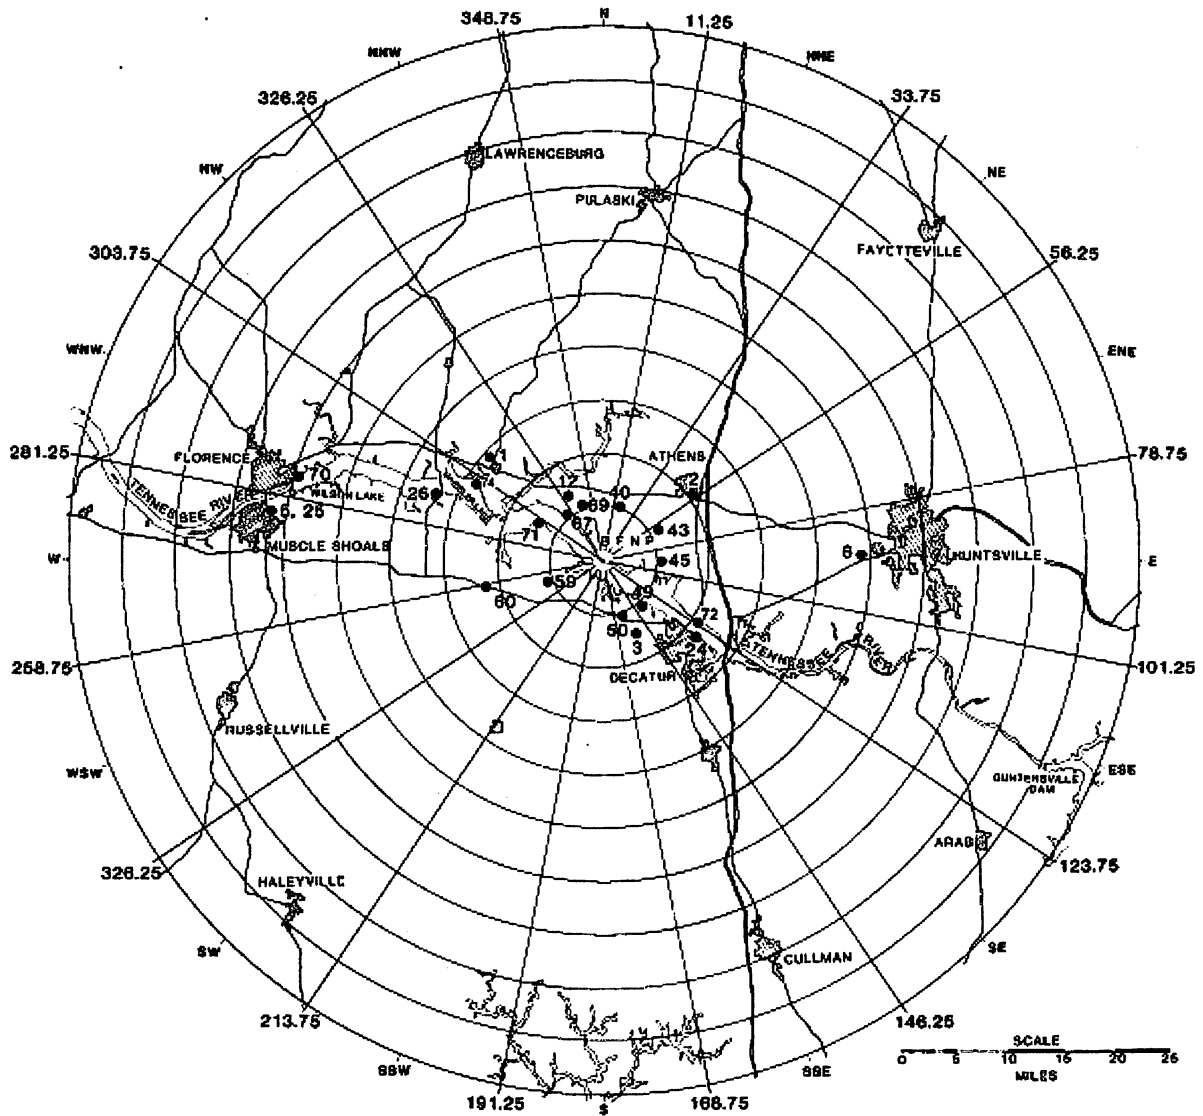 348.75 N 11.25
NNW NNE
326.25 33.75
LAWRENCEBURG
NW NE
PULASKI
FAYETTEVILLE
303.75 56.25
WNW ENE
281.25 FLORENCE ATHENS 78.75
1
70 2
TENNESSEE RIVER WILSON LAKE 26 12 40
69
5, 25 67
71 43
MUSCLE SHOALS BFNP
W 6 HUNTSVILLE E
45
59
60 49
72
50
3 24 TENNESSEE RIVER
258.75 DECATUR 101.25
RUSSELLVILLE
WSW GUNTERSVILLE ESE
DAM
ARAB
326.25 123.75
HALEYVILLE
SW SE
CULLMAN
213.75 146.25
SCALE
0 5 10 15 20 25
MILES
SSW SSE
191.25 S 168.75